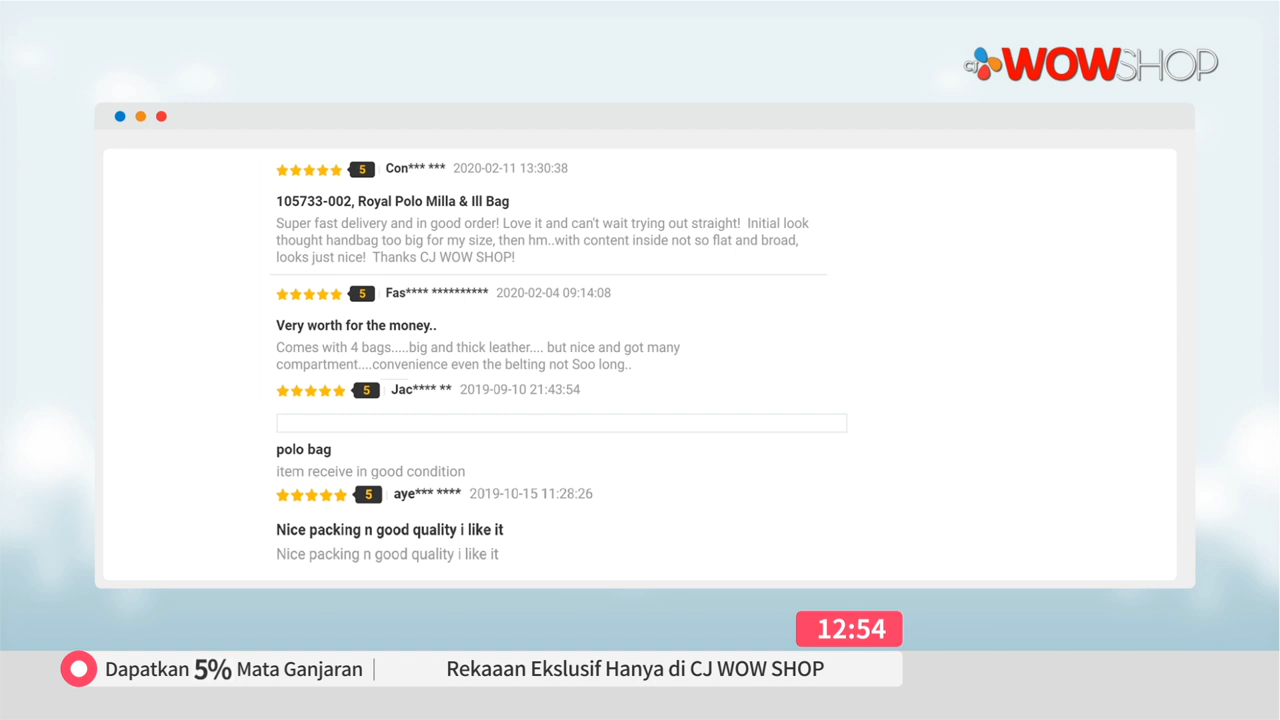 CJ WOWSHOP
5 Con*** *** 2020-02-11 13:30:38
105733-002, Royal Polo Milla & Ill Bag
Super fast delivery and in good order! Love it and can't wait trying out straight!  Initial look
thought handbag too big for my size, then hm..with content inside not so flat and broad,
looks just nice!  Thanks CJ WOW SHOP!
5 Fas**** ********** 2020-02-04 09:14:08
Very worth for the money..
Comes with 4 bags.....big and thick leather.... but nice and got many
compartment....convenience even the belting not Soo long..
5 Jac**** ** 2019-09-10 21:43:54
polo bag
item receive in good condition
5 aye*** **** 2019-10-15 11:28:26
Nice packing n good quality i like it
Nice packing n good quality i like it
12:54
Dapatkan 5% Mata Ganjaran | Rekaaan Ekslusif Hanya di CJ WOW SHOP